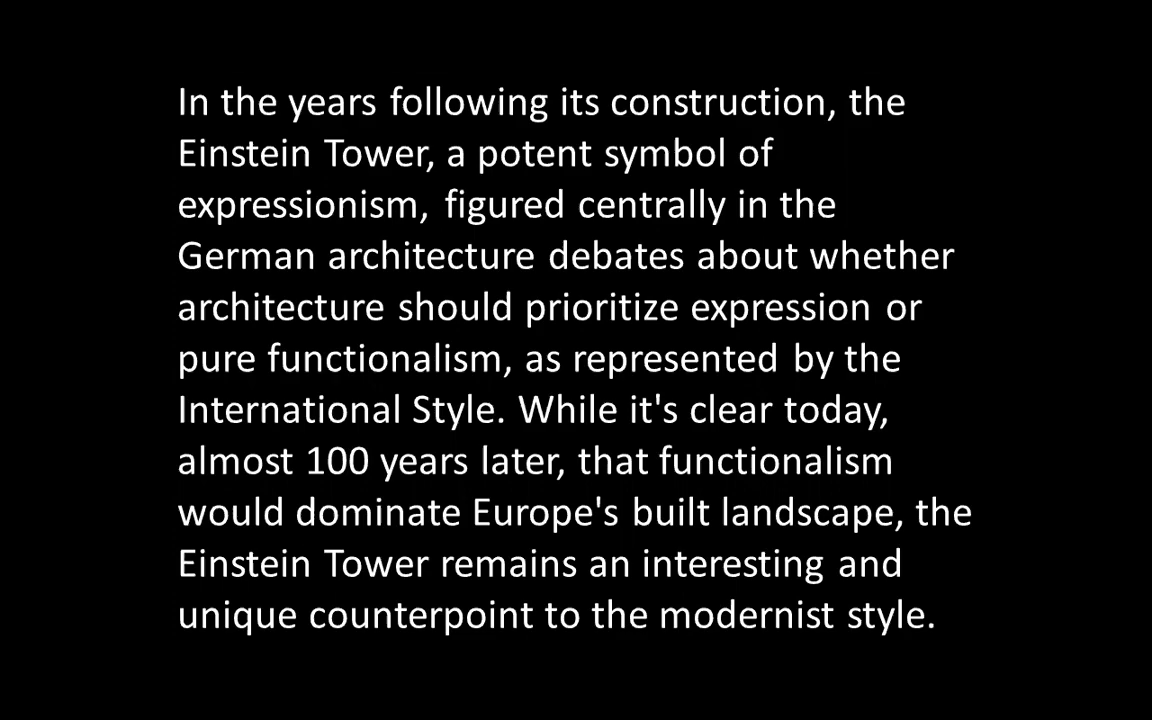 In the years following its construction, the
Einstein Tower, a potent symbol of
expressionism, figured centrally in the
German architecture debates about whether
architecture should prioritize expression or
pure functionalism, as represented by the
International Style. While it's clear today,
almost 100 years later, that functionalism
would dominate Europe's built landscape, the
Einstein Tower remains an interesting and
unique counterpoint to the modernist style.